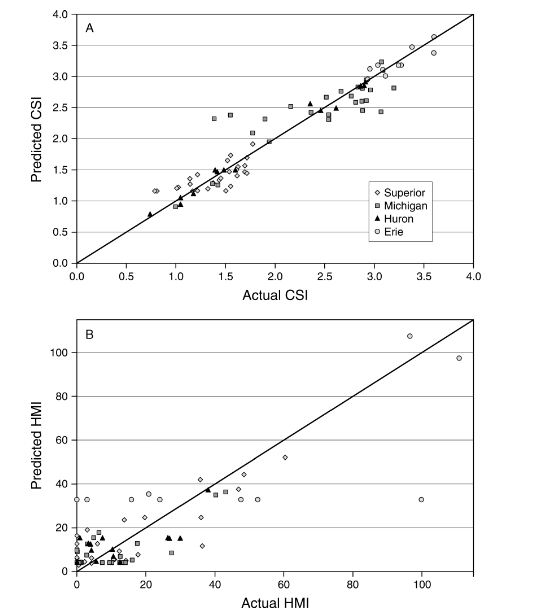 4.0
A
3.5
3.0
2.5
2.0
1.5
1.0
0.5
0.0
Predicted CSI
Superior
Michigan
Huron
Erie
0.0 0.5 1.0 1.5 2.0 2.5 3.0 3.5 4.0
Actual CSI
B
100
80
60
40
20
0
Predicted HMI
0 20 40 60 80 100
Actual HMI